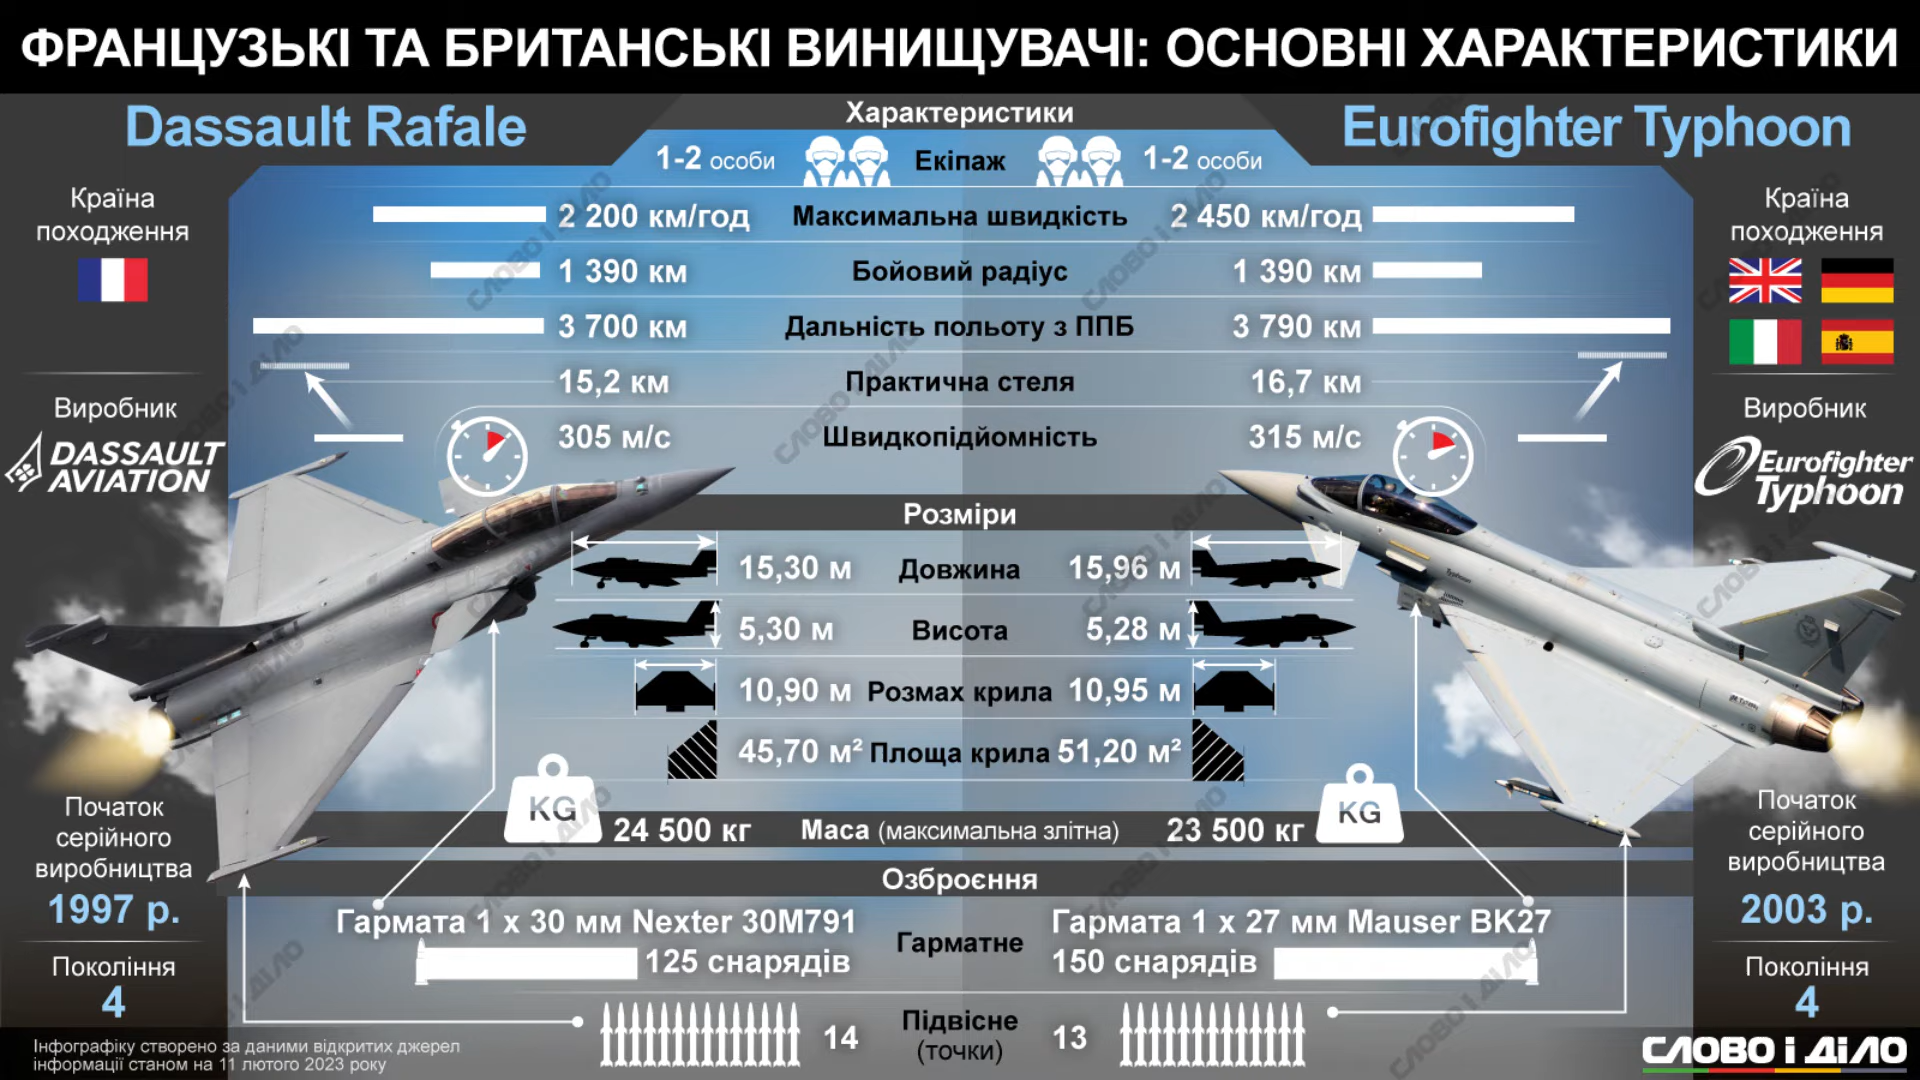 ФРАНЦУЗЬКІ ТА БРИТАНСЬКІ ВИНИЩУВАЧІ: ОСНОВНІ ХАРАКТЕРИСТИКИ
Dassault Rafale
Характеристики
Eurofighter Typhoon
1-2 особи Екіпаж 1-2 особи
2 200 км/год Максимальна швидкість 2 450 км/год
1 390 км Бойовий радіус 1 390 км
3 700 км Дальність польоту з ППБ 3 790 км
15,2 км Практична стеля 16,7 км
305 м/с Швидкопідйомність 315 м/с
Країна
походження
Виробник
DASSAULT
AVIATION
Країна
походження
Виробник
Eurofighter
Typhoon
Розміри
15,30 м Довжина 15,96 м
5,30 м Висота 5,28 м
10,90 м Розмах крила 10,95 м
45,70 м² Площа крила 51,20 м²
KG
KG
24 500 кг Маса (максимальна злітна) 23 500 кг
Озброєння
Гармата 1 х 30 мм Nexter 30M791
125 снарядів
Гарматне
Гармата 1 х 27 мм Mauser BK27
150 снарядів
14 Підвісне 13
(точки)
Початок
серійного
виробництва
1997 р.
Покоління
4
Початок
серійного
виробництва
2003 р.
Покоління
4
Інфографіку створено за даними відкритих джерел
інформації станом на 11 лютого 2023 року
СЛОВО і ДІЛО